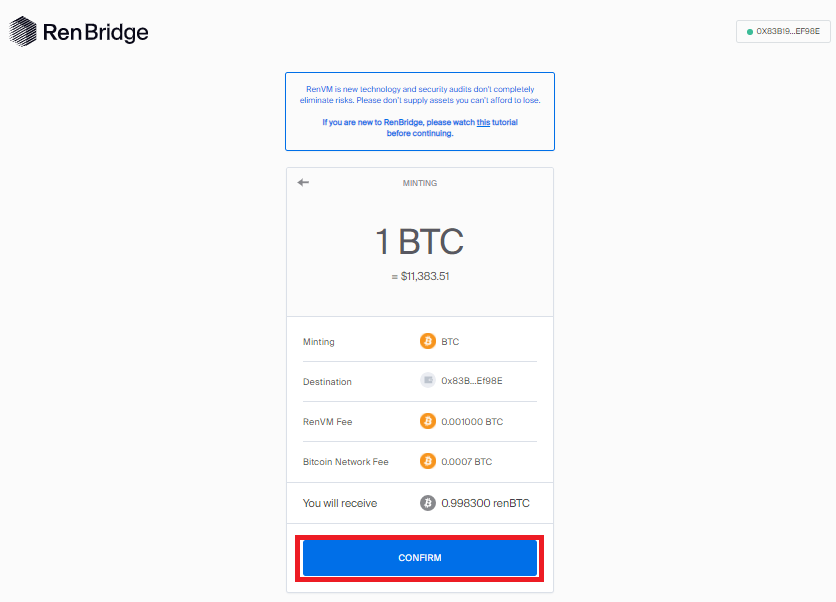 RenBridge
0X83B19...EF98E
RenVM is new technology and security audits don't completely
eliminate risks. Please don't supply assets you can't afford to lose.
If you are new to RenBridge, please watch this tutorial
before continuing.
MINTING
1 BTC
= $11,383.51
Minting BTC
Destination 0x83B...Ef98E
RenVM Fee 0.001000 BTC
Bitcoin Network Fee 0.0007 BTC
You will receive 0.998300 renBTC
CONFIRM